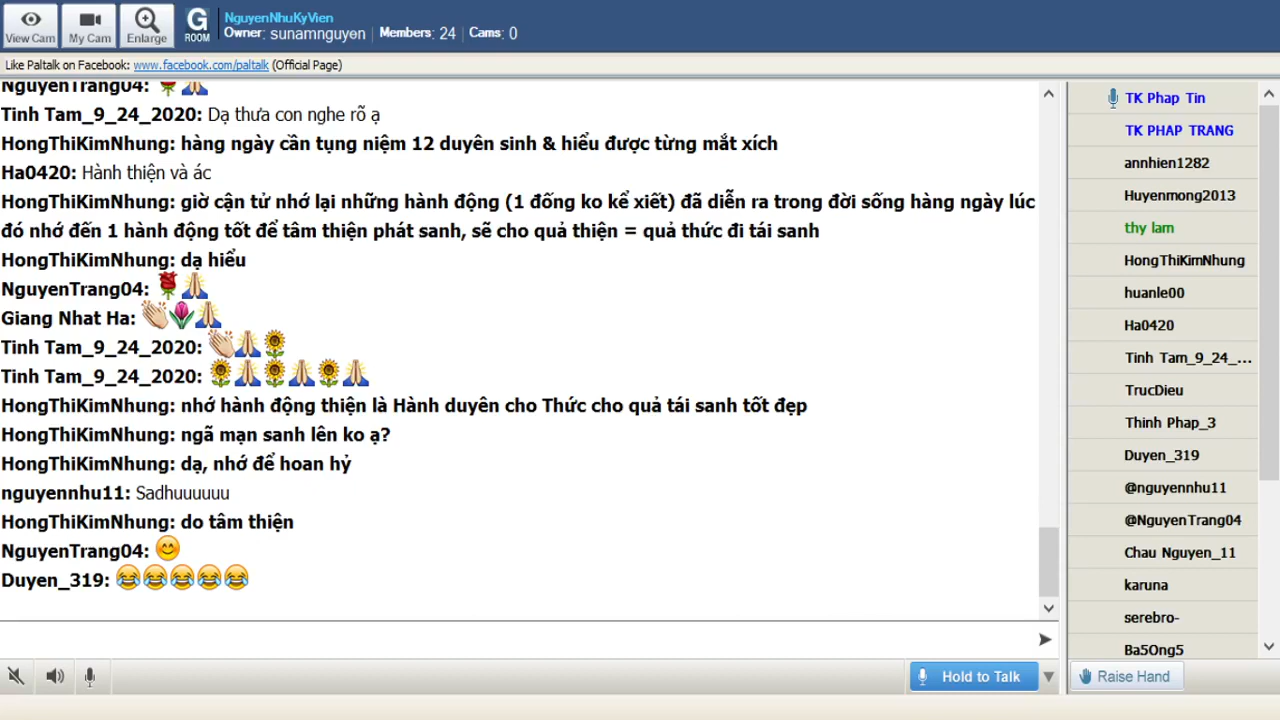 View Cam
My Cam
Enlarge
G
ROOM
NguyenNhuKyVien
Owner: sunamnguyen | Members: 24 | Cams: 0
Like Paltalk on Facebook: www.facebook.com/paltalk (Official Page)
NguyenTrang04:
Tinh Tam_9_24_2020: Dạ thưa con nghe rõ ạ
HongThiKimNhung: hàng ngày cần tụng niệm 12 duyên sinh & hiểu được từng mắt xích
Ha0420: Hành thiện và ác
HongThiKimNhung: giờ cận tử nhớ lại những hành động (1 đống ko kể xiết) đã diễn ra trong đời sống hàng ngày lúc
đó nhớ đến 1 hành động tốt để tâm thiện phát sanh, sẽ cho quả thiện = quả thức đi tái sanh
HongThiKimNhung: dạ hiểu
NguyenTrang04: 🌹🙏
Giang Nhat Ha: 👏🌷🙏
Tinh Tam_9_24_2020: 👏🙏🌻
Tinh Tam_9_24_2020: 🌻🙏🌻🙏🌻🙏
HongThiKimNhung: nhớ hành động thiện là Hành duyên cho Thức cho quả tái sanh tốt đẹp
HongThiKimNhung: ngã mạn sanh lên ko ạ?
HongThiKimNhung: dạ, nhớ để hoan hỷ
nguyennhu11: Sadhuuuuuu
HongThiKimNhung: do tâm thiện
NguyenTrang04: 😊
Duyen_319: 😂😂😂😂😂
Hold to Talk
TK Phap Tin
TK PHAP TRANG
annhien1282
Huyenmong2013
thy lam
HongThiKimNhung
huanle00
Ha0420
Tinh Tam_9_24_...
TrucDieu
Thinh Phap_3
Duyen_319
@nguyennhu11
@NguyenTrang04
Chau Nguyen_11
karuna
serebro-
Ba5Ong5
Raise Hand